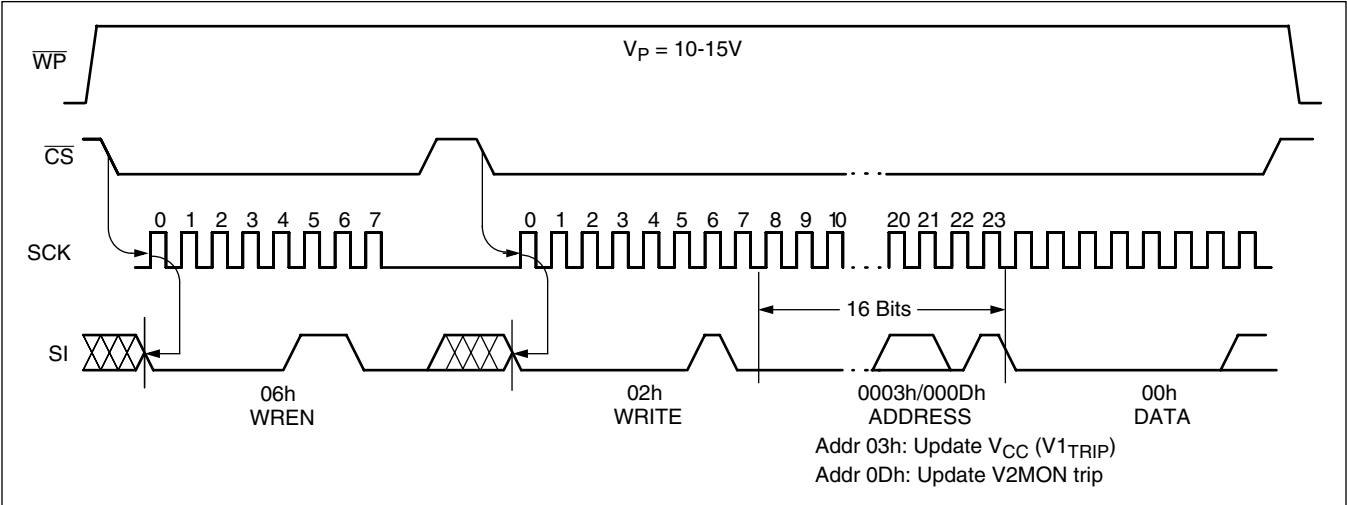 WP
V_P = 10-15V
CS
0 1 2 3 4 5 6 7
0 1 2 3 4 5 6 7 8 9 10
20 21 22 23
SCK
16 Bits
SI
06h
WREN
02h
WRITE
0003h/000Dh
ADDRESS
00h
DATA
Addr 03h: Update V_CC (V1_TRIP)
Addr 0Dh: Update V2MON trip